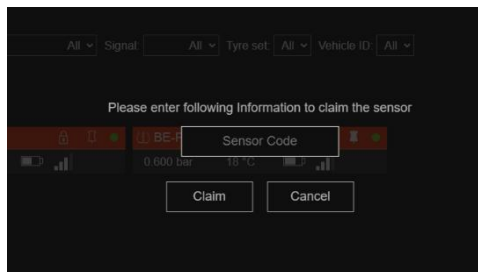 All Signal: All Tyre set: All Vehicle ID: All
Please enter following Information to claim the sensor
BE-F
Sensor Code
0.600 bar 18 °C
Claim Cancel